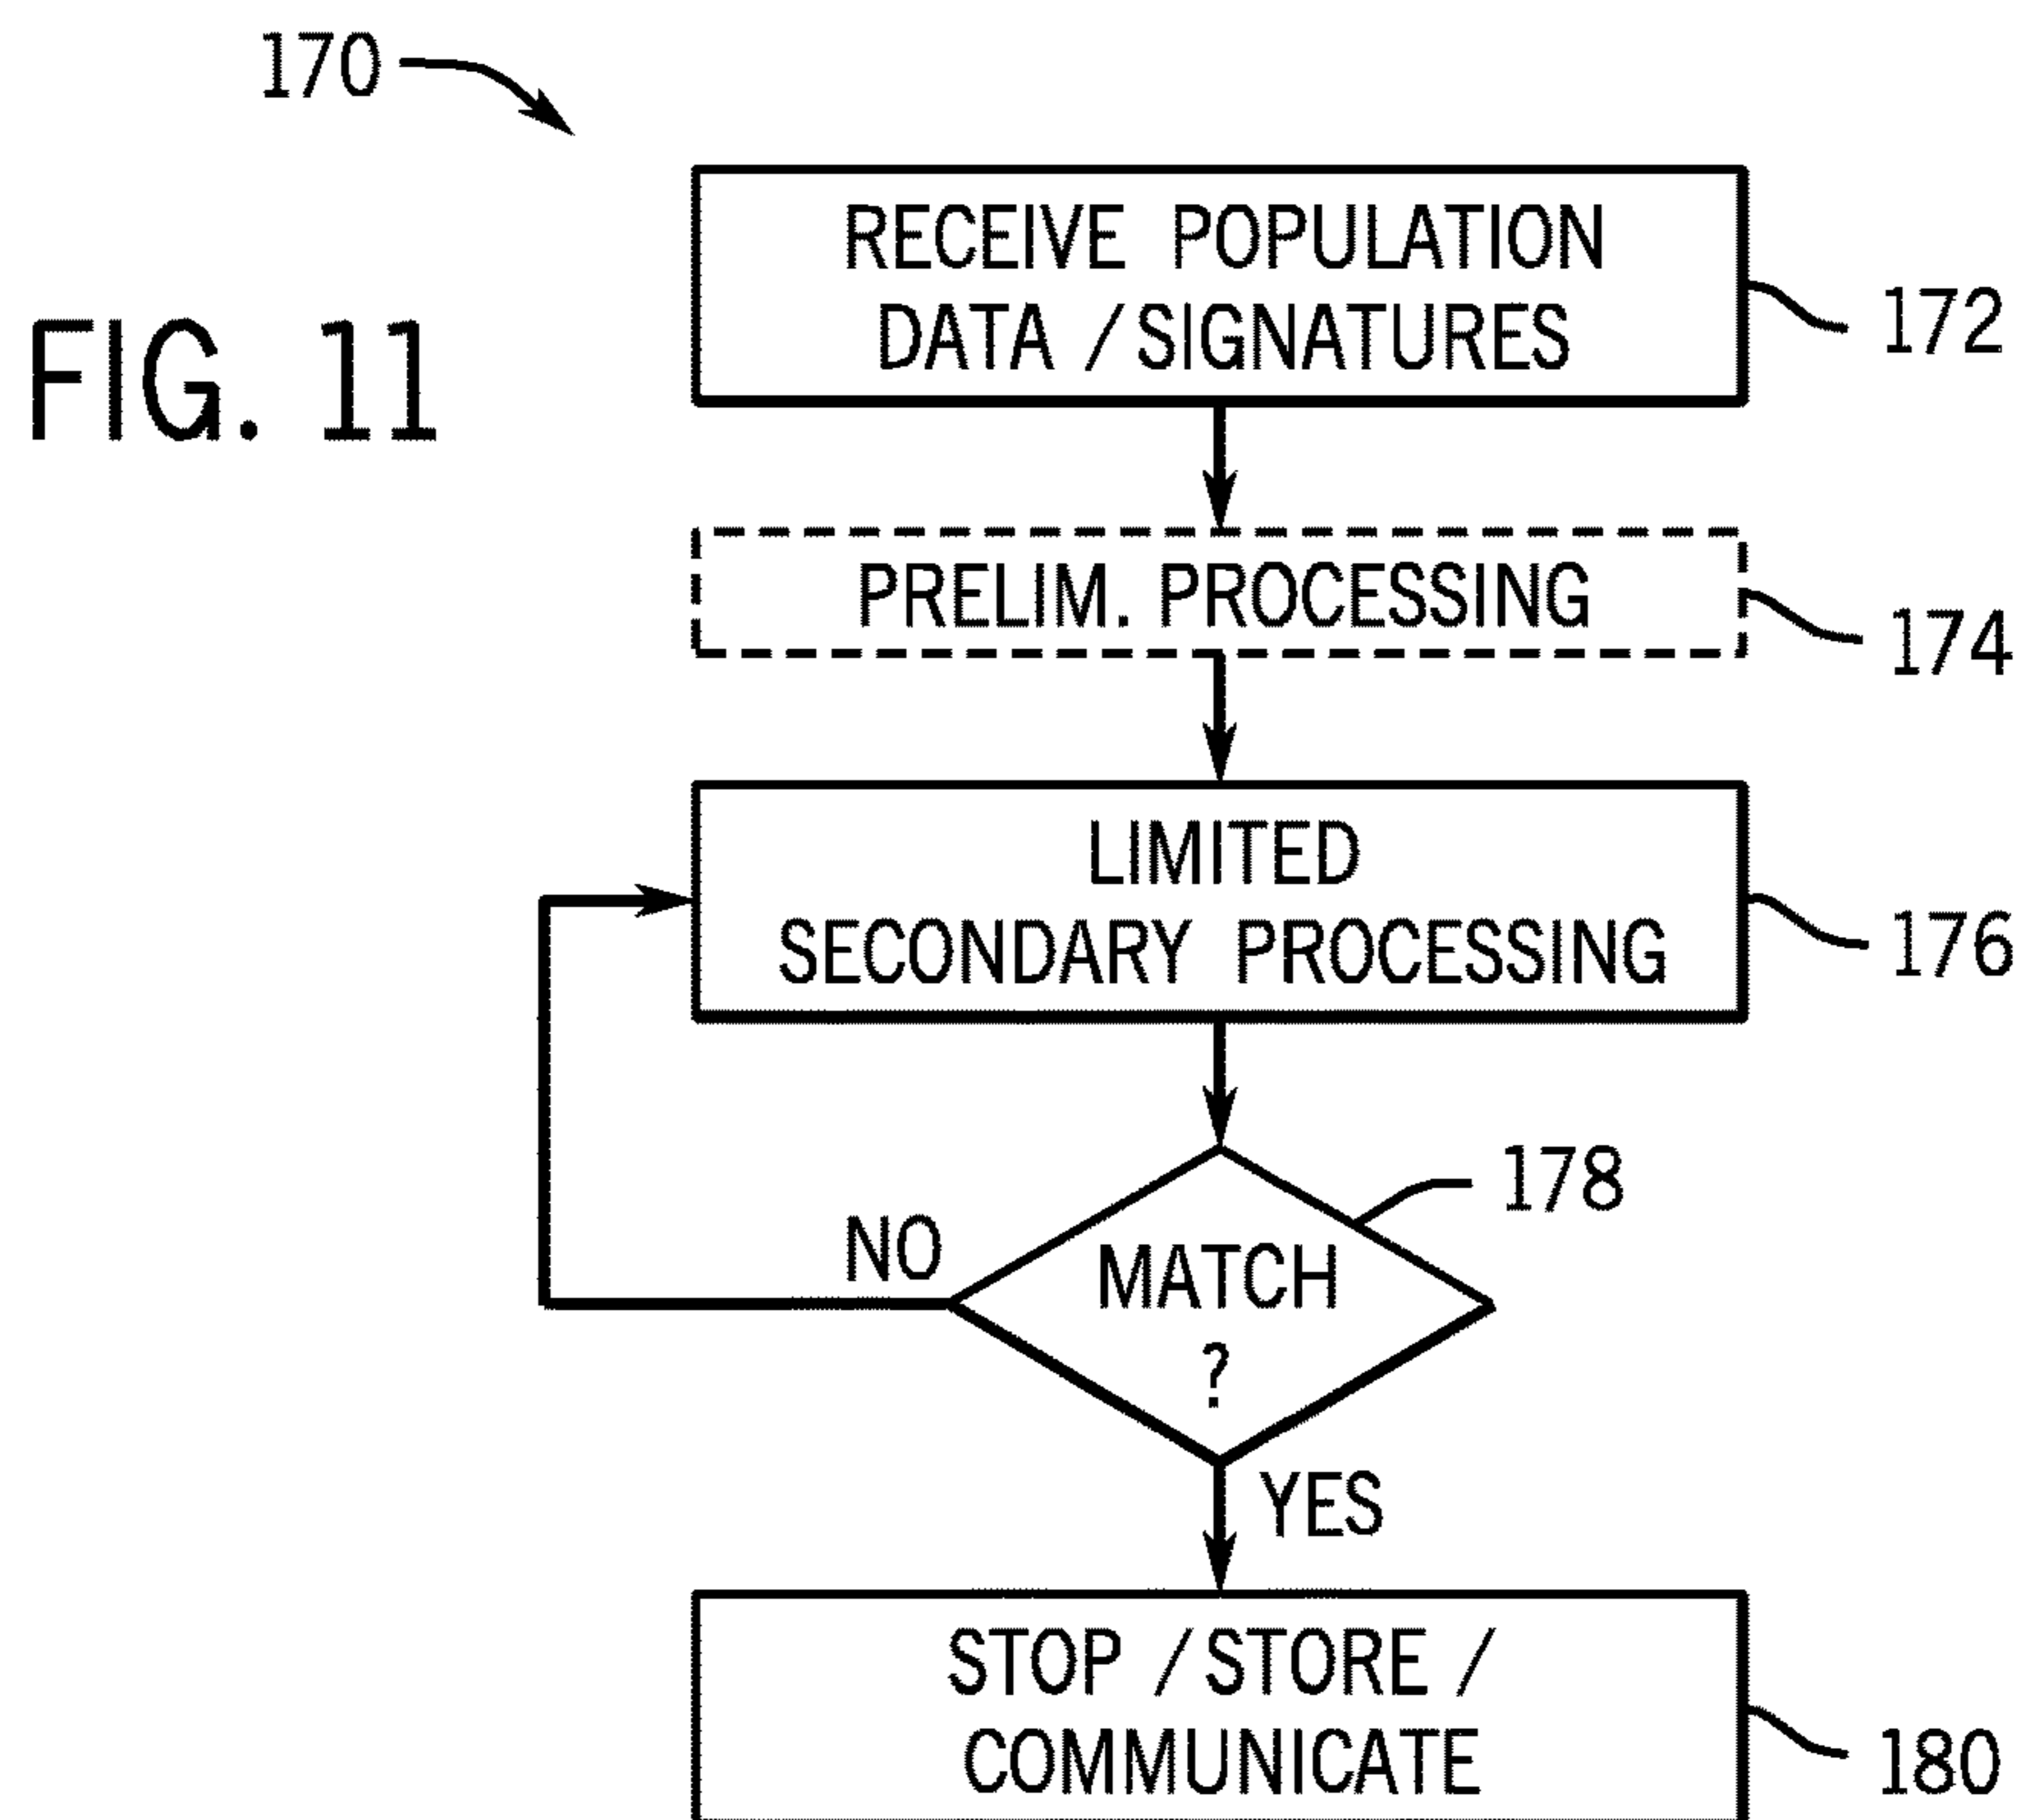 170
RECEIVE POPULATION
DATA / SIGNATURES
172
FIG. 11
PRELIM. PROCESSING
174
LIMITED
SECONDARY PROCESSING
176
178
NO
MATCH
?
YES
STOP / STORE /
COMMUNICATE
180